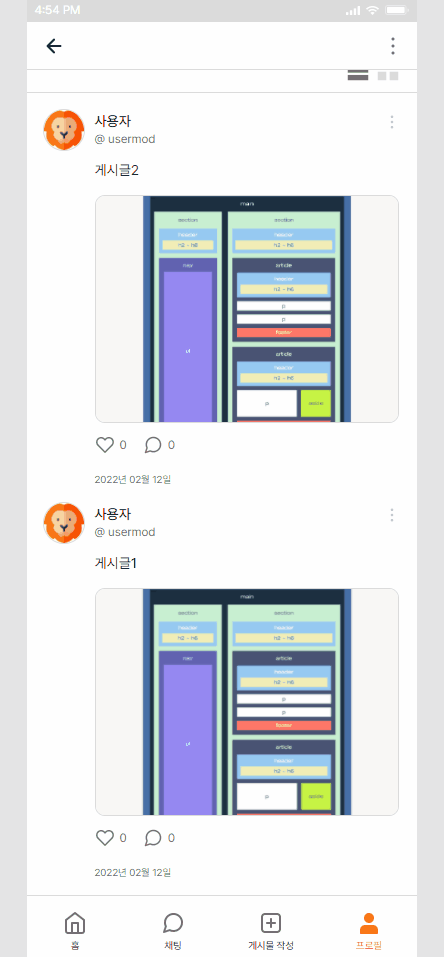 4:54 PM
사용자
@ usermod
게시글2
main
section
section
header
header
h2 - h6
h2 - h6
nav
article
header
h2 - h6
p
p
footer
ul
article
header
h2 - h6
p
aside
0
0
2022년 02월 12일
사용자
@ usermod
게시글1
main
section
section
header
header
h2 - h6
h2 - h6
nav
article
header
h2 - h6
p
p
footer
ul
article
header
h2 - h6
p
aside
0
0
2022년 02월 12일
홈
채팅
게시물 작성
프로필